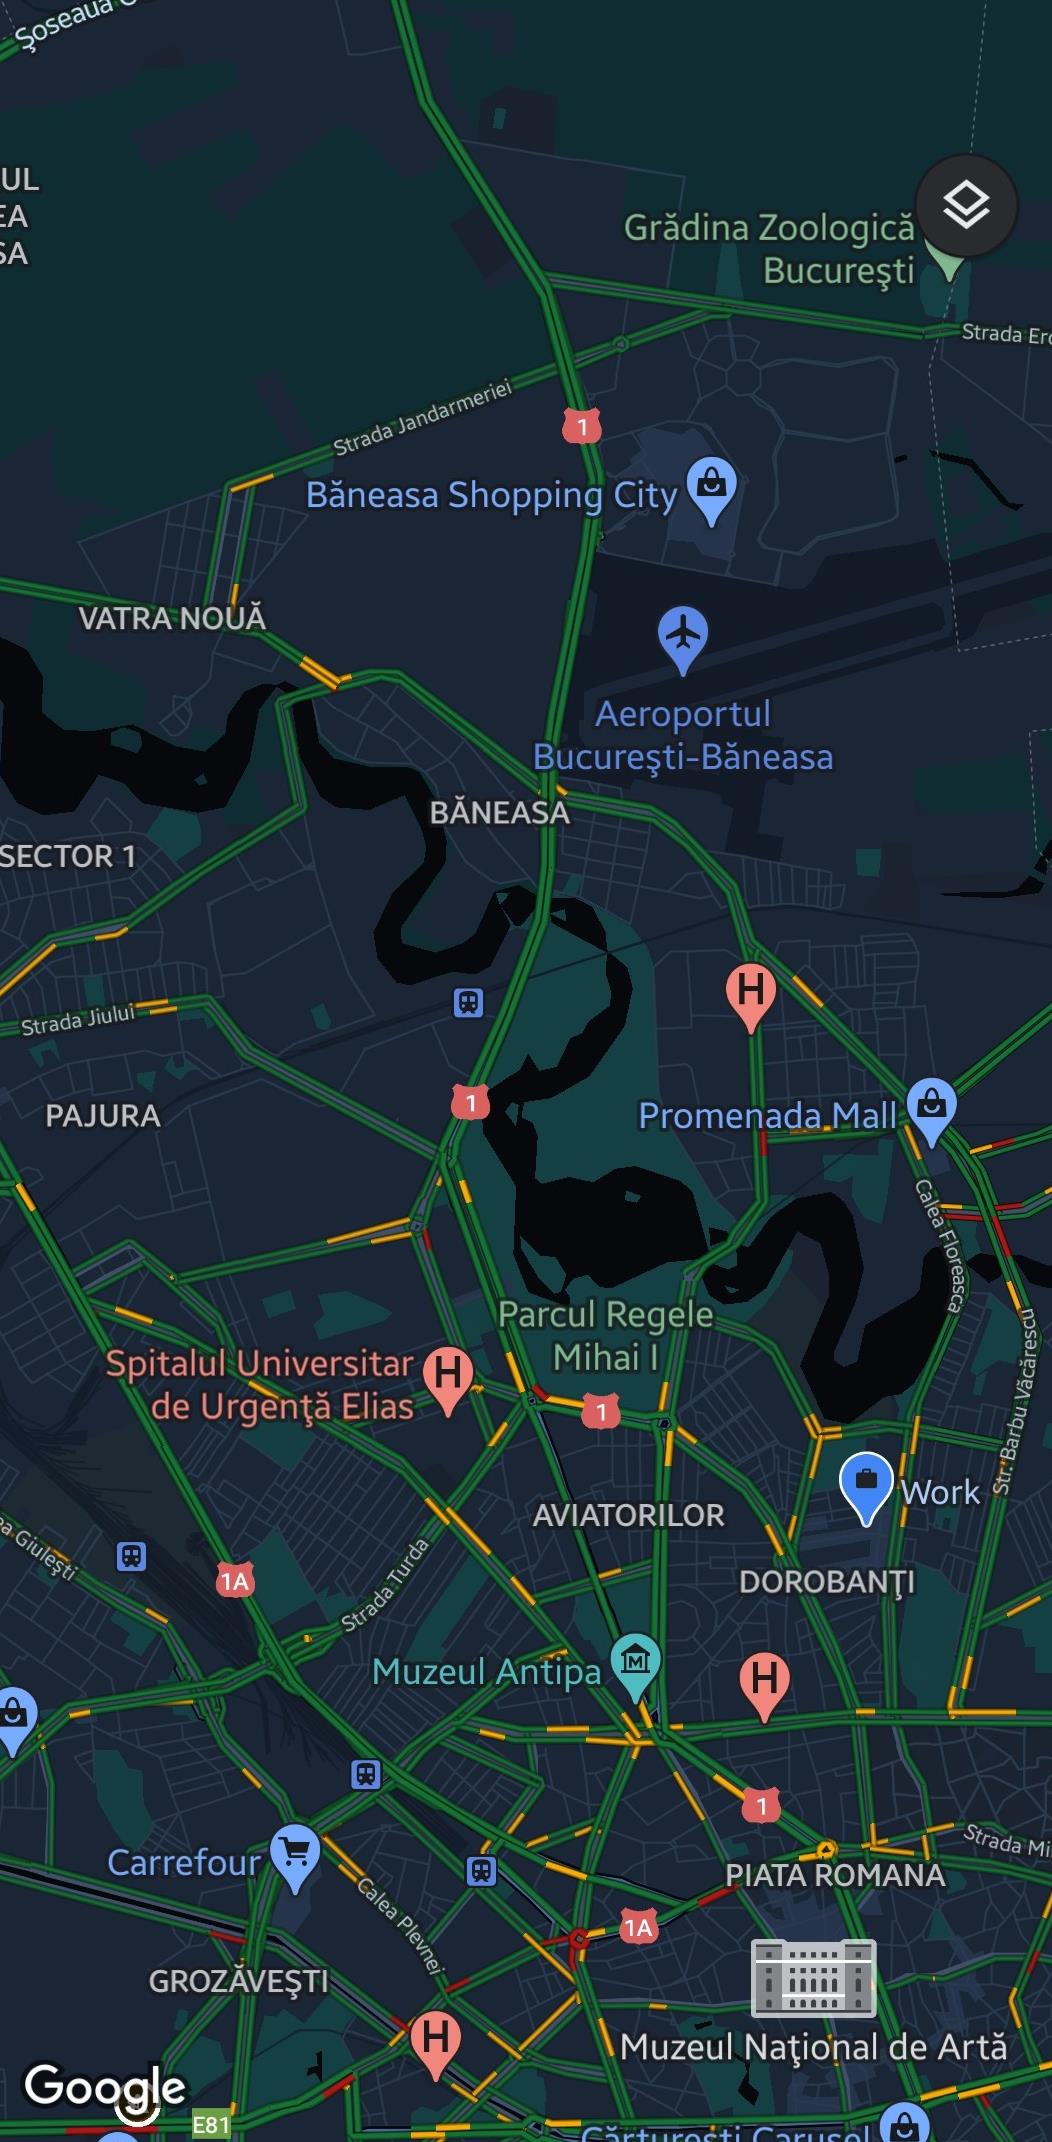 Şoseaua
UL
EA
SA
Grădina Zoologică
Bucureşti
Strada Ero
Strada Jandarmeriei
1
Băneasa Shopping City
VATRA NOUĂ
Aeroportul
Bucureşti-Băneasa
BĂNEASA
SECTOR 1
H
Strada Jiului
1
PAJURA
Promenada Mall
Calea Floreasca
Parcul Regele
Mihai I
Spitalul Universitar
de Urgenţă Elias
H
1
Str. Barbu Văcărescu
Work
AVIATORILOR
ea Giuleşti
1A
DOROBANŢI
Strada Turda
Muzeul Antipa
M
H
1
Carrefour
Strada Mi
PIATA ROMANA
Calea Plevnei
1A
GROZĂVEŞTI
H
Muzeul Naţional de Artă
Google
E81
Cărtureşti Carusel